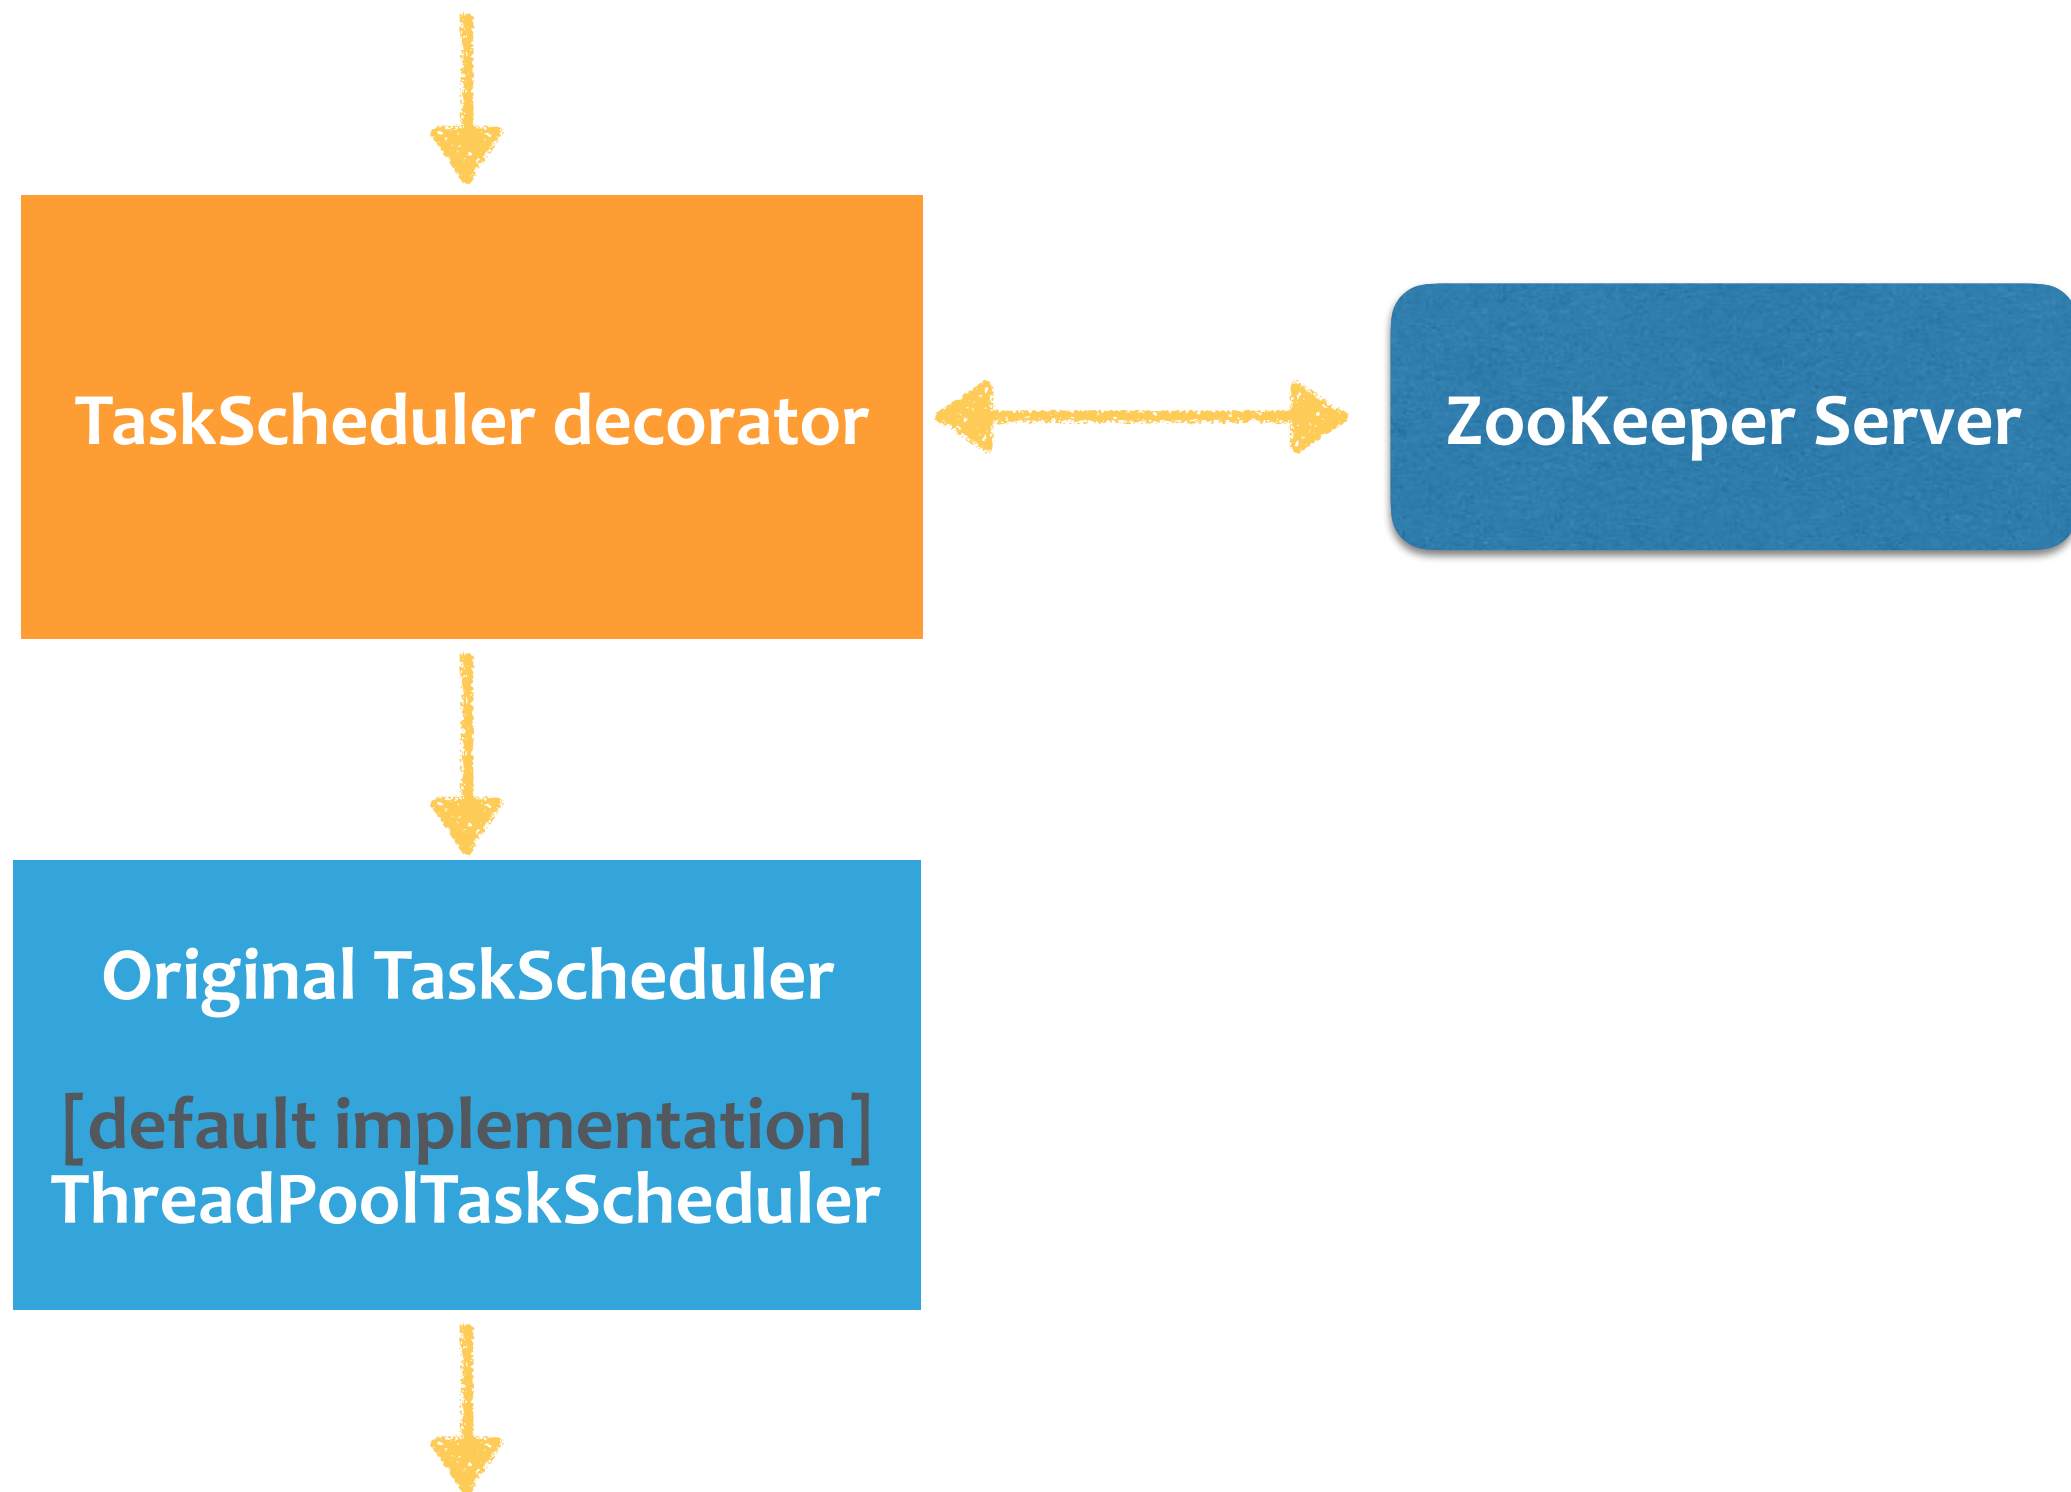 TaskScheduler decorator
ZooKeeper Server
Original TaskScheduler
[default implementation]
ThreadPoolTaskScheduler